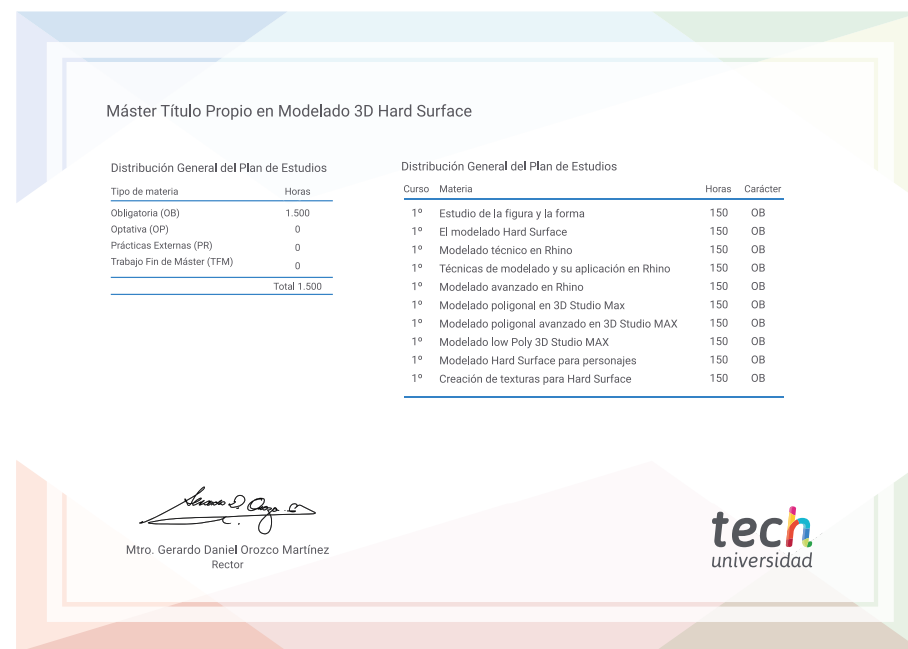 Máster Título Propio en Modelado 3D Hard Surface
Distribución General del Plan de Estudios
Tipo de materia Horas
Obligatoria (OB) 1.500
Optativa (OP) 0
Prácticas Externas (PR) 0
Trabajo Fin de Máster (TFM) 0
Total 1.500
Distribución General del Plan de Estudios
Curso Materia Horas Carácter
1º Estudio de la figura y la forma 150 OB
1º El modelado Hard Surface 150 OB
1º Modelado técnico en Rhino 150 OB
1º Técnicas de modelado y su aplicación en Rhino 150 OB
1º Modelado avanzado en Rhino 150 OB
1º Modelado poligonal en 3D Studio Max 150 OB
1º Modelado poligonal avanzado en 3D Studio MAX 150 OB
1º Modelado low Poly 3D Studio MAX 150 OB
1º Modelado Hard Surface para personajes 150 OB
1º Creación de texturas para Hard Surface 150 OB
Mtro. Gerardo Daniel Orozco Martínez
Rector
tech
universidad